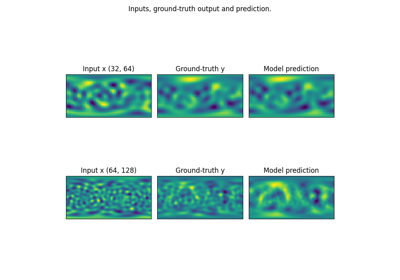 Inputs, ground-truth output and prediction.
Input x (32, 64) Ground-truth y Model prediction
Input x (64, 128) Ground-truth y Model prediction